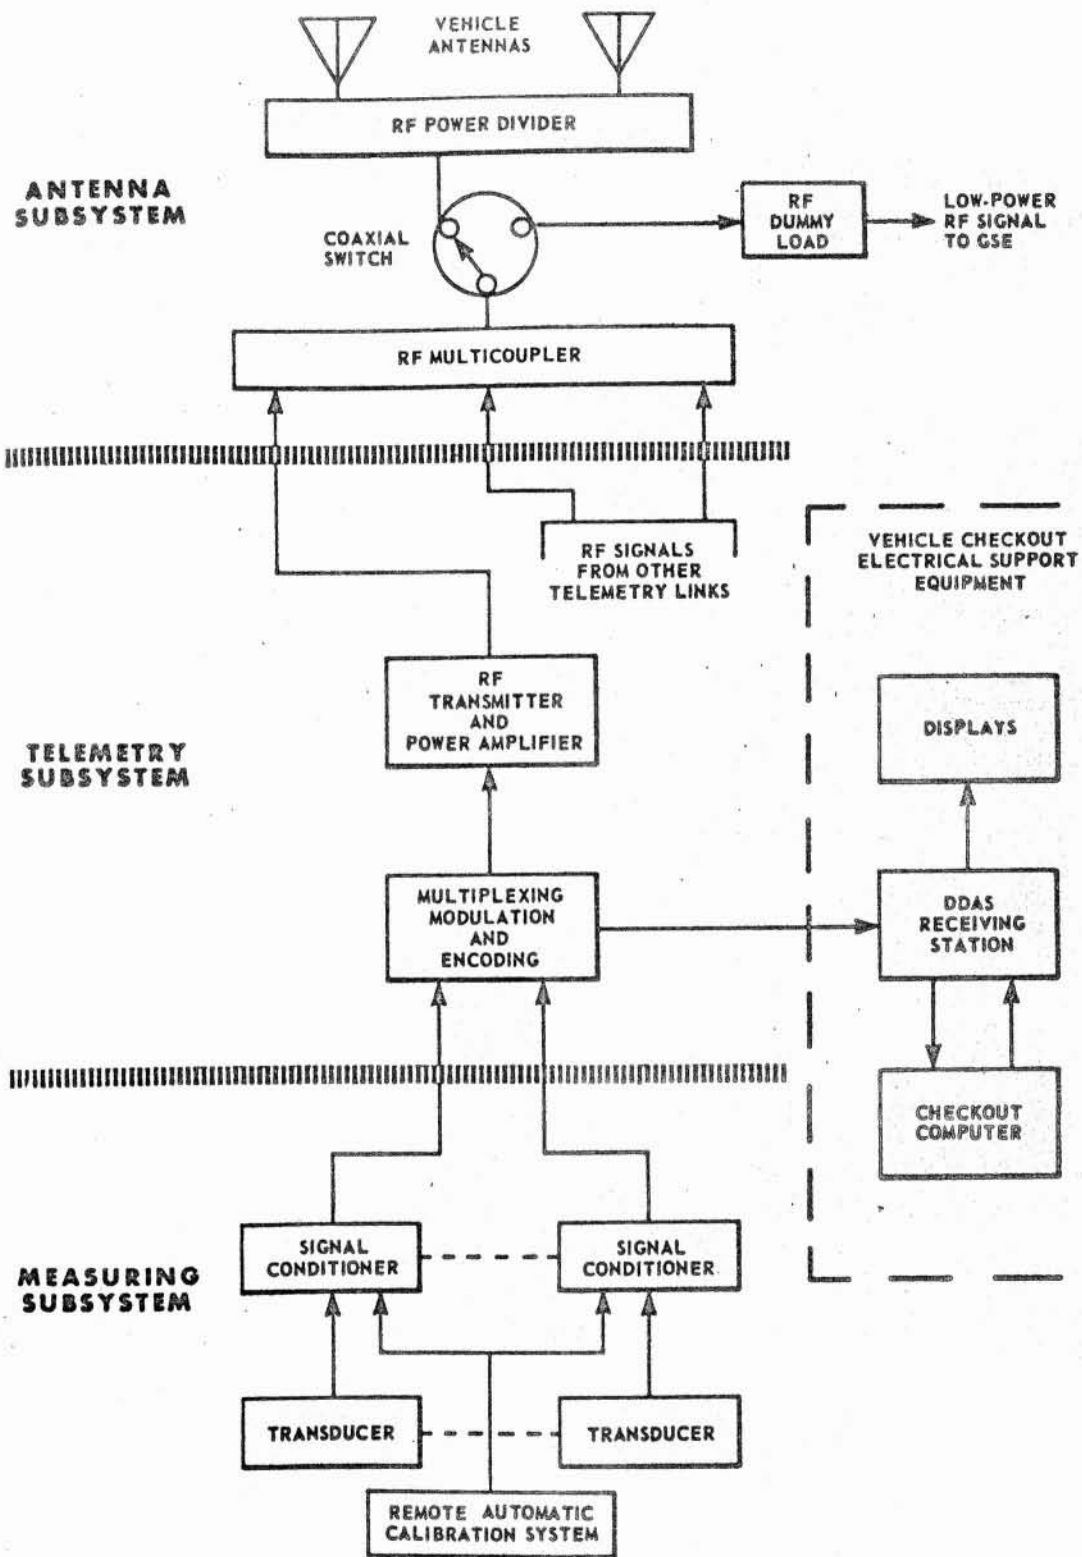 VEHICLE
ANTENNAS
RF POWER DIVIDER
ANTENNA
SUBSYSTEM
COAXIAL
SWITCH
RF
DUMMY
LOAD
LOW-POWER
RF SIGNAL
TO GSE
RF MULTICOUPLER
RF SIGNALS
FROM OTHER
TELEMETRY LINKS
VEHICLE CHECKOUT
ELECTRICAL SUPPORT
EQUIPMENT
RF
TRANSMITTER
AND
POWER AMPLIFIER
TELEMETRY
SUBSYSTEM
DISPLAYS
MULTIPLEXING
MODULATION
AND
ENCODING
DDAS
RECEIVING
STATION
CHECKOUT
COMPUTER
SIGNAL
CONDITIONER
SIGNAL
CONDITIONER
MEASURING
SUBSYSTEM
TRANSDUCER
TRANSDUCER
REMOTE AUTOMATIC
CALIBRATION SYSTEM